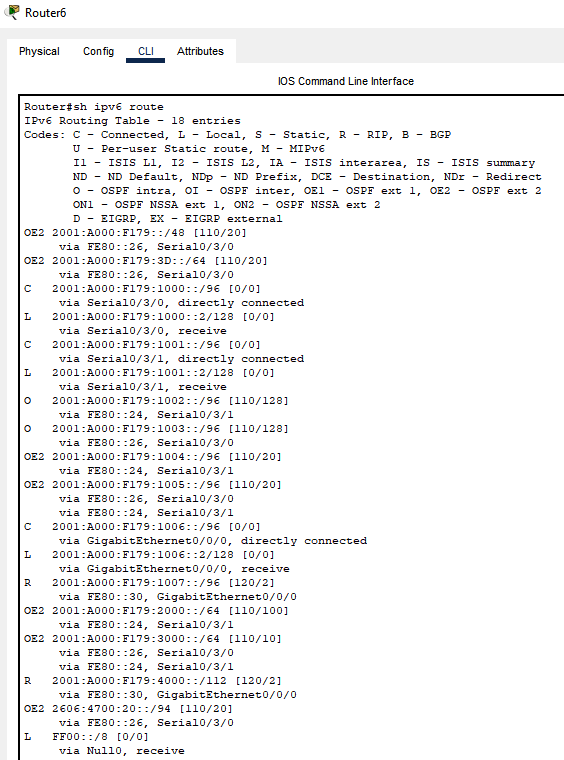 Router6
Physical Config CLI Attributes
IOS Command Line Interface
Router#sh ipv6 route
IPv6 Routing Table - 18 entries
Codes: C - Connected, L - Local, S - Static, R - RIP, B - BGP
U - Per-user Static route, M - MIPv6
I1 - ISIS L1, I2 - ISIS L2, IA - ISIS interarea, IS - ISIS summary
ND - ND Default, NDp - ND Prefix, DCE - Destination, NDr - Redirect
O - OSPF intra, OI - OSPF inter, OE1 - OSPF ext 1, OE2 - OSPF ext 2
ON1 - OSPF NSSA ext 1, ON2 - OSPF NSSA ext 2
D - EIGRP, EX - EIGRP external
OE2 2001:A000:F179::/48 [110/20]
via FE80::26, Serial0/3/0
OE2 2001:A000:F179:3D::/64 [110/20]
via FE80::26, Serial0/3/0
C 2001:A000:F179:1000::/96 [0/0]
via Serial0/3/0, directly connected
L 2001:A000:F179:1000::2/128 [0/0]
via Serial0/3/0, receive
C 2001:A000:F179:1001::/96 [0/0]
via Serial0/3/1, directly connected
L 2001:A000:F179:1001::2/128 [0/0]
via Serial0/3/1, receive
O 2001:A000:F179:1002::/96 [110/128]
via FE80::24, Serial0/3/1
O 2001:A000:F179:1003::/96 [110/128]
via FE80::26, Serial0/3/0
OE2 2001:A000:F179:1004::/96 [110/20]
via FE80::24, Serial0/3/1
OE2 2001:A000:F179:1005::/96 [110/20]
via FE80::26, Serial0/3/0
via FE80::24, Serial0/3/1
C 2001:A000:F179:1006::/96 [0/0]
via GigabitEthernet0/0/0, directly connected
L 2001:A000:F179:1006::2/128 [0/0]
via GigabitEthernet0/0/0, receive
R 2001:A000:F179:1007::/96 [120/2]
via FE80::30, GigabitEthernet0/0/0
OE2 2001:A000:F179:2000::/64 [110/100]
via FE80::24, Serial0/3/1
OE2 2001:A000:F179:3000::/64 [110/10]
via FE80::26, Serial0/3/0
via FE80::24, Serial0/3/1
R 2001:A000:F179:4000::/112 [120/2]
via FE80::30, GigabitEthernet0/0/0
OE2 2606:4700:20::/94 [110/20]
via FE80::26, Serial0/3/0
L FF00::/8 [0/0]
via Null0, receive